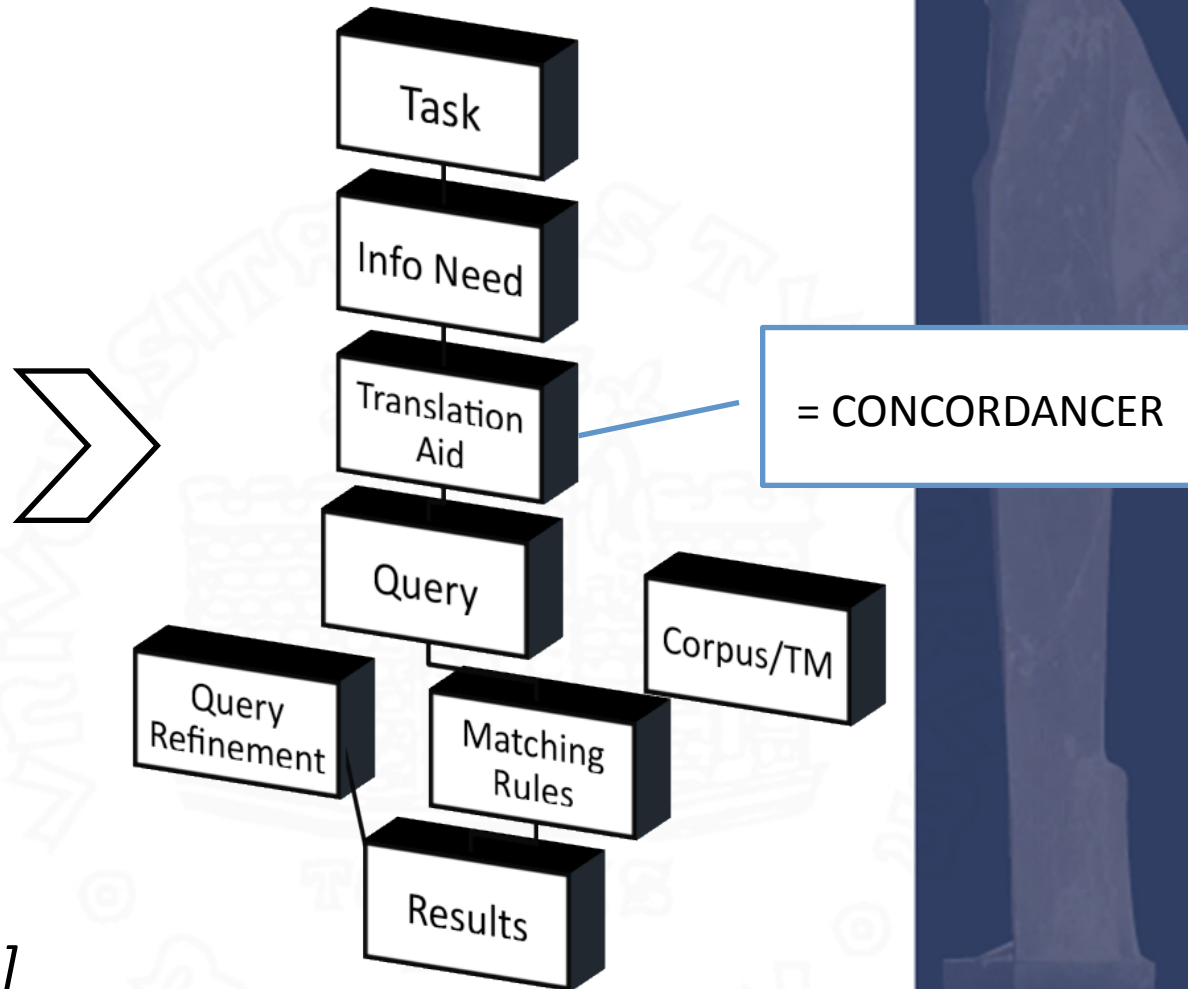 Task
Info Need
Translation
Aid
= CONCORDANCER
Query
Corpus/TM
Query
Refinement
Matching
Rules
Results
]